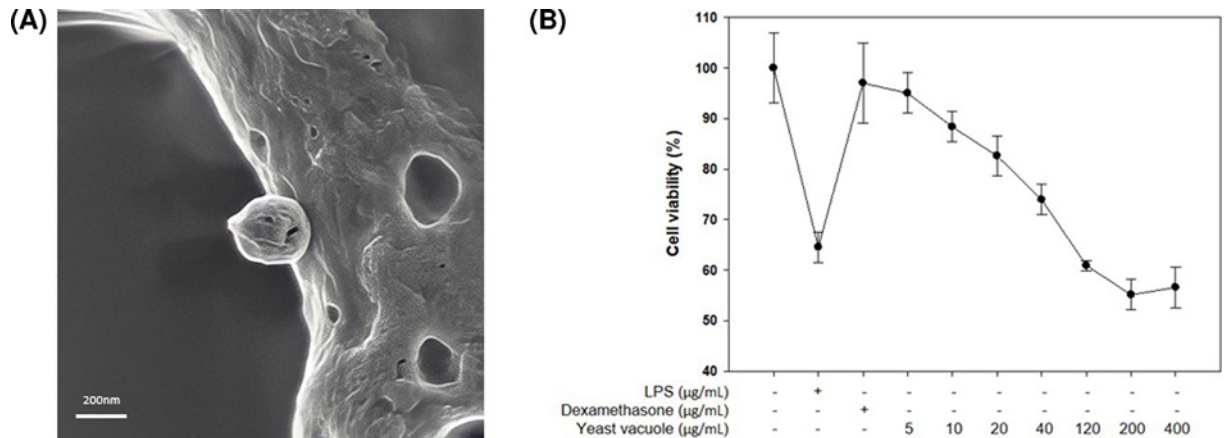 (A)
200nm
(B)
Cell viability (%)
110
100
90
80
70
60
50
40
LPS (µg/mL) - + - - - - - - - -
Dexamethasone (µg/mL) - - + - - - - - - -
Yeast vacuole (µg/mL) - - - 5 10 20 40 120 200 400